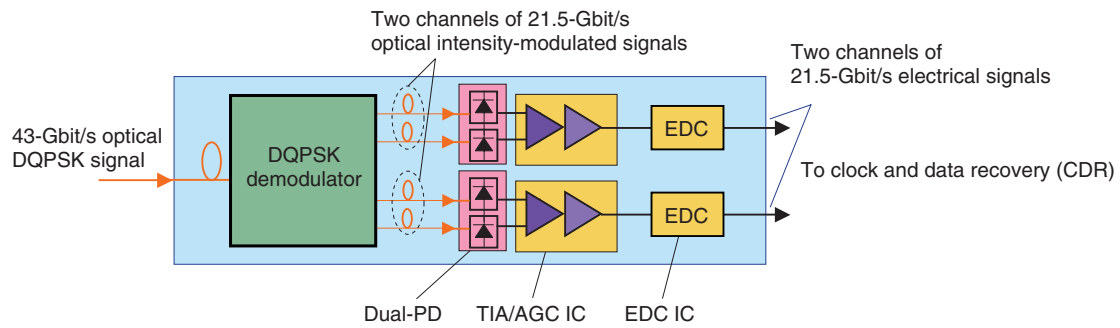 Two channels of 21.5-Gbit/s
optical intensity-modulated signals
Two channels of
21.5-Gbit/s electrical signals
43-Gbit/s optical
DQPSK signal
DQPSK
demodulator
EDC
To clock and data recovery (CDR)
EDC
Dual-PD
TIA/AGC IC
EDC IC